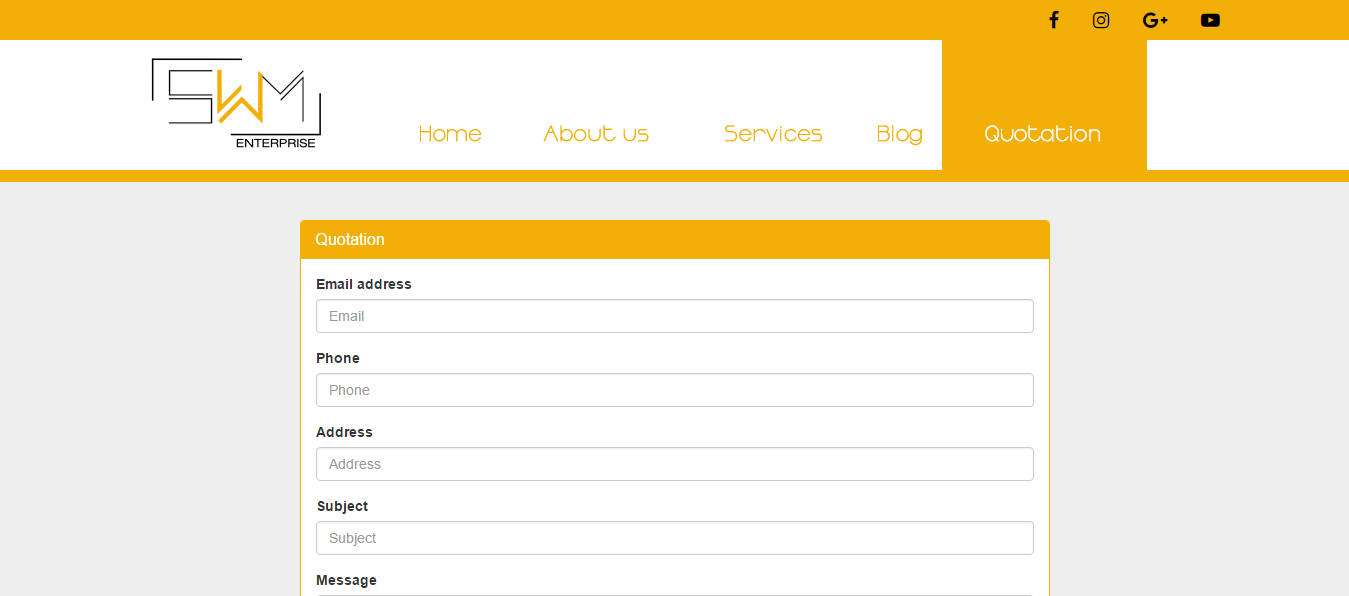 G+
SWM
ENTERPRISE
Home About us Services Blog Quotation
Quotation
Email address
Email
Phone
Phone
Address
Address
Subject
Subject
Message